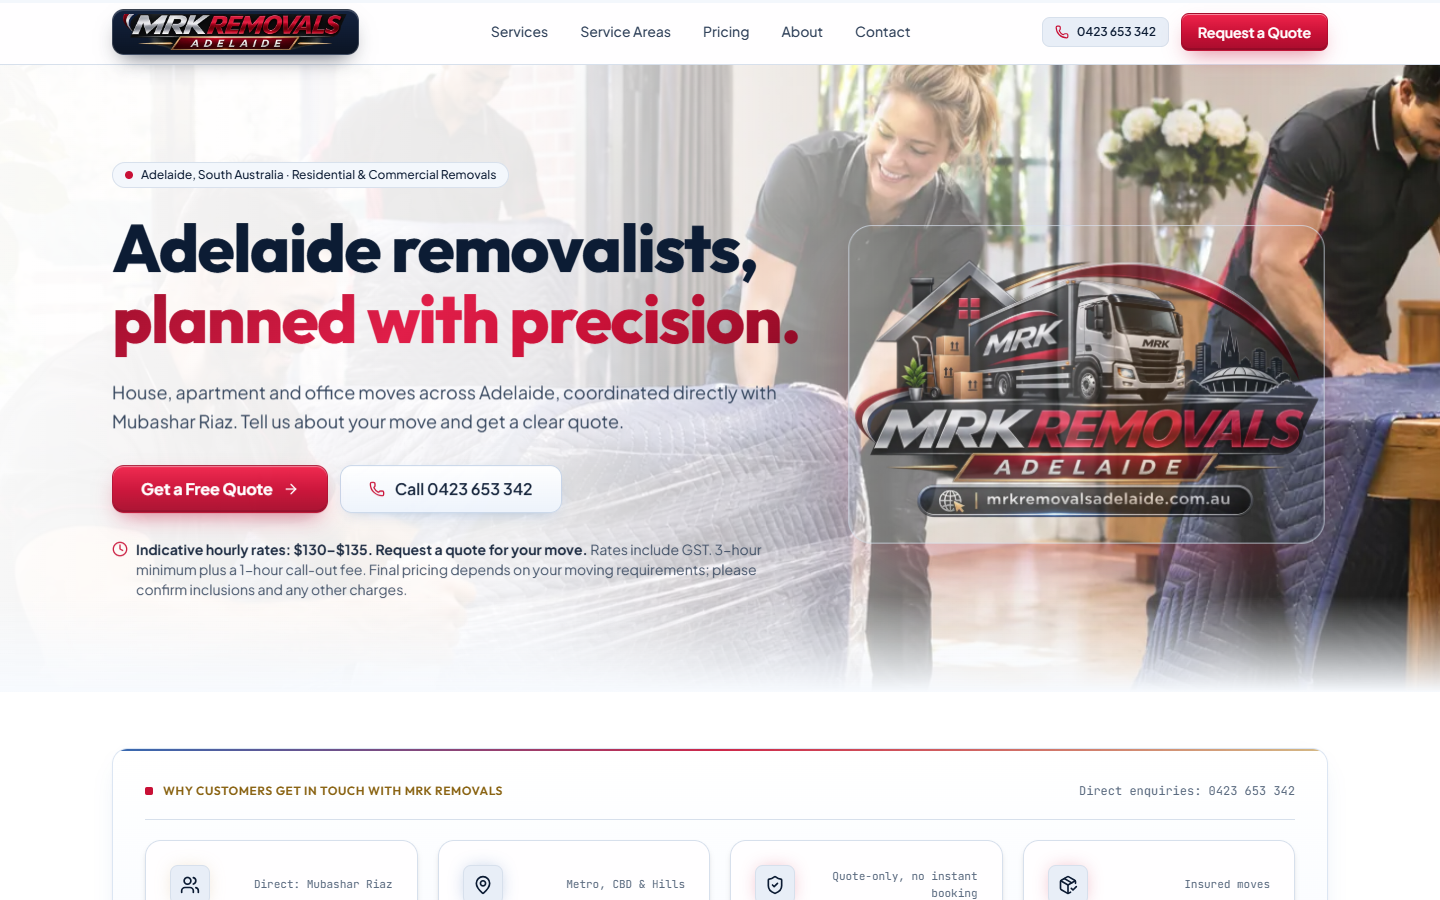 MRK REMOVALS
ADELAIDE
Services
Service Areas
Pricing
About
Contact
0423 653 342
Request a Quote
Adelaide, South Australia · Residential & Commercial Removals
Adelaide removalists,
planned with precision.
House, apartment and office moves across Adelaide, coordinated directly with
Mubashar Riaz. Tell us about your move and get a clear quote.
Get a Free Quote
Call 0423 653 342
Indicative hourly rates: $130–$135. Request a quote for your move. Rates include GST. 3-hour
minimum plus a 1-hour call-out fee. Final pricing depends on your moving requirements; please
confirm inclusions and any other charges.
MRK
MRK
MRK REMOVALS
ADELAIDE
| mrkremovalsadelaide.com.au
WHY CUSTOMERS GET IN TOUCH WITH MRK REMOVALS
Direct enquiries: 0423 653 342
Direct: Mubashar Riaz
Metro, CBD & Hills
Quote-only, no instant
booking
Insured moves